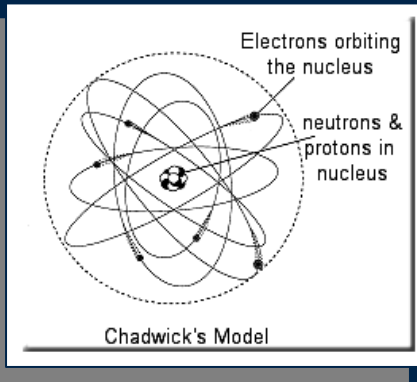 Electrons orbiting
the nucleus
neutrons &
protons in
nucleus
Chadwick's Model